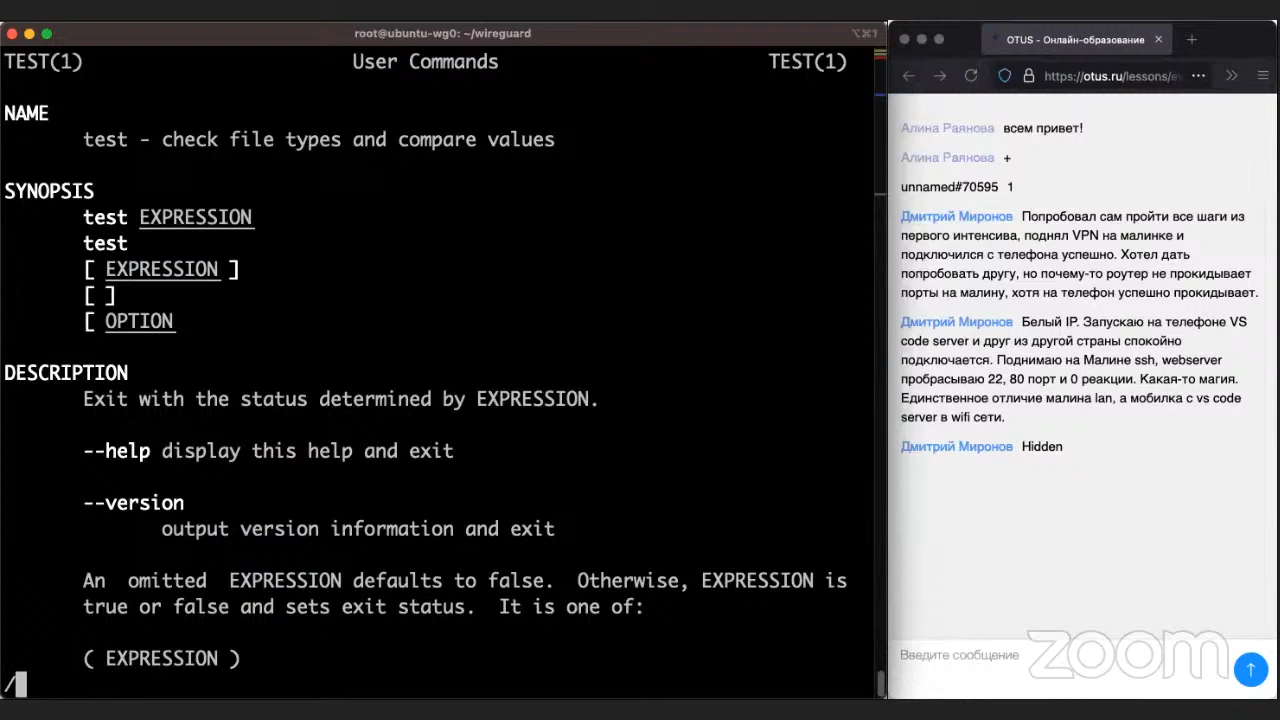 root@ubuntu-wg0: ~/wireguard
⌥⌘1
TEST(1) User Commands TEST(1)
NAME
test - check file types and compare values
SYNOPSIS
test EXPRESSION
test
[ EXPRESSION ]
[ ]
[ OPTION
DESCRIPTION
Exit with the status determined by EXPRESSION.
--help display this help and exit
--version
output version information and exit
An omitted EXPRESSION defaults to false. Otherwise, EXPRESSION is
true or false and sets exit status. It is one of:
( EXPRESSION )
/
OTUS - Онлайн-образование
https://otus.ru/lessons/e
Алина Раянова всем привет!
Алина Раянова +
unnamed#70595 1
Дмитрий Миронов Попробовал сам пройти все шаги из
первого интенсива, поднял VPN на малинке и
подключился с телефона успешно. Хотел дать
попробовать другу, но почему-то роутер не прокидывает
порты на малину, хотя на телефон успешно прокидывает.
Дмитрий Миронов Белый IP. Запускаю на телефоне VS
code server и друг из другой страны спокойно
подключается. Поднимаю на Малине ssh, webserver
пробрасываю 22, 80 порт и 0 реакции. Какая-то магия.
Единственное отличие малина lan, а мобилка с vs code
server в wifi сети.
Дмитрий Миронов Hidden
Введите сообщение
zoom